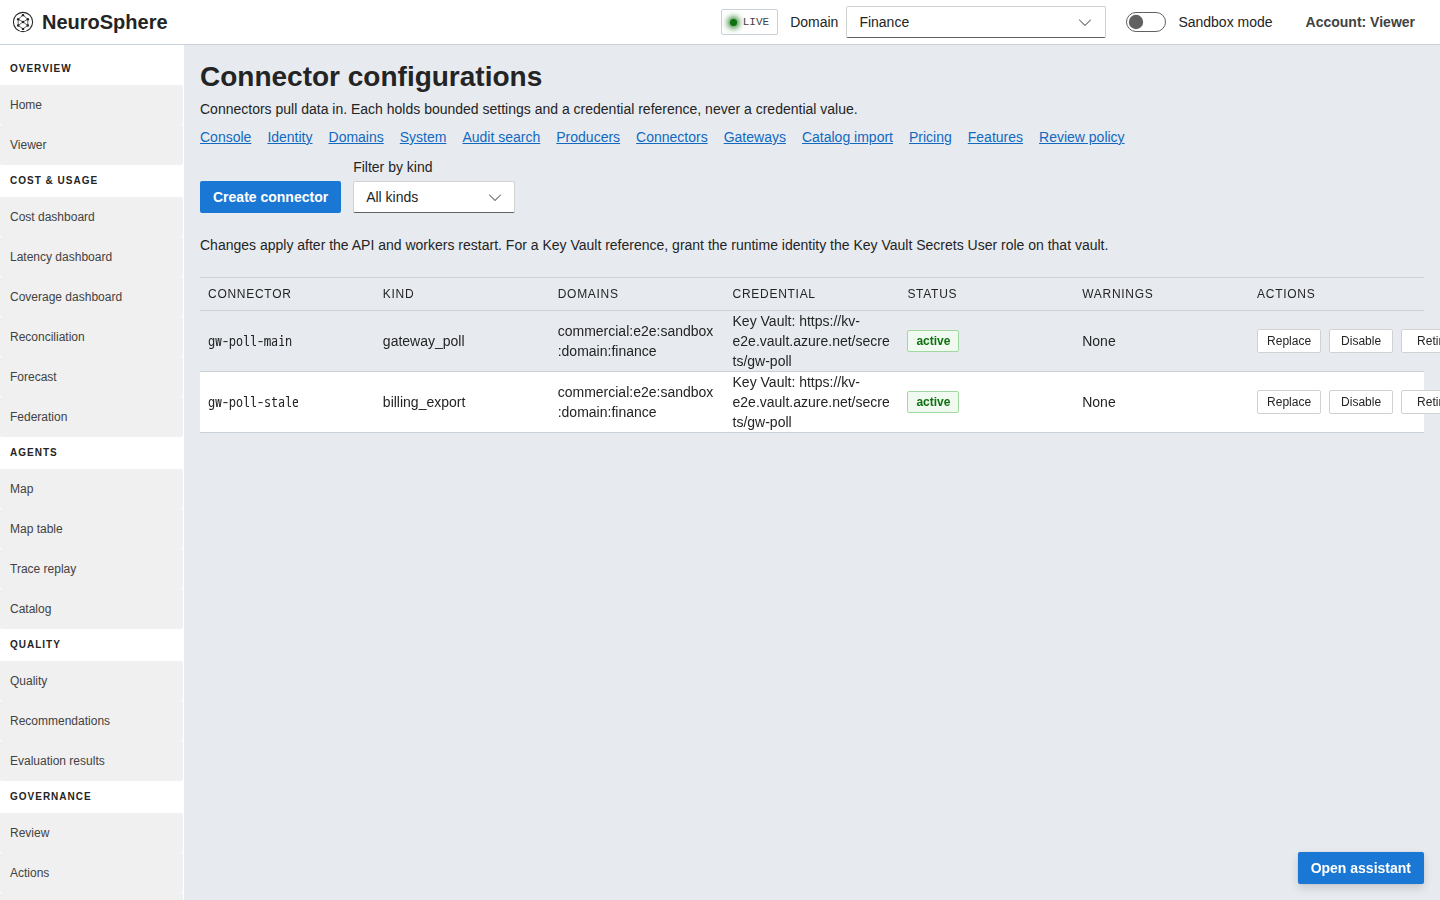 NeuroSphere
LIVE
Domain
Finance
Sandbox mode
Account: Viewer
OVERVIEW
Home
Viewer
COST & USAGE
Cost dashboard
Latency dashboard
Coverage dashboard
Reconciliation
Forecast
Federation
AGENTS
Map
Map table
Trace replay
Catalog
QUALITY
Quality
Recommendations
Evaluation results
GOVERNANCE
Review
Actions
Connector configurations
Connectors pull data in. Each holds bounded settings and a credential reference, never a credential value.
Console Identity Domains System Audit search Producers Connectors Gateways Catalog import Pricing Features Review policy
Filter by kind
Create connector
All kinds
Changes apply after the API and workers restart. For a Key Vault reference, grant the runtime identity the Key Vault Secrets User role on that vault.
CONNECTOR KIND DOMAINS CREDENTIAL STATUS WARNINGS ACTIONS
gw-poll-main
gateway_poll
commercial:e2e:sandbox
:domain:finance
Key Vault: https://kv-
e2e.vault.azure.net/secre
ts/gw-poll
active
None
Replace Disable Reti
gw-poll-stale
billing_export
commercial:e2e:sandbox
:domain:finance
Key Vault: https://kv-
e2e.vault.azure.net/secre
ts/gw-poll
active
None
Replace Disable Reti
Open assistant